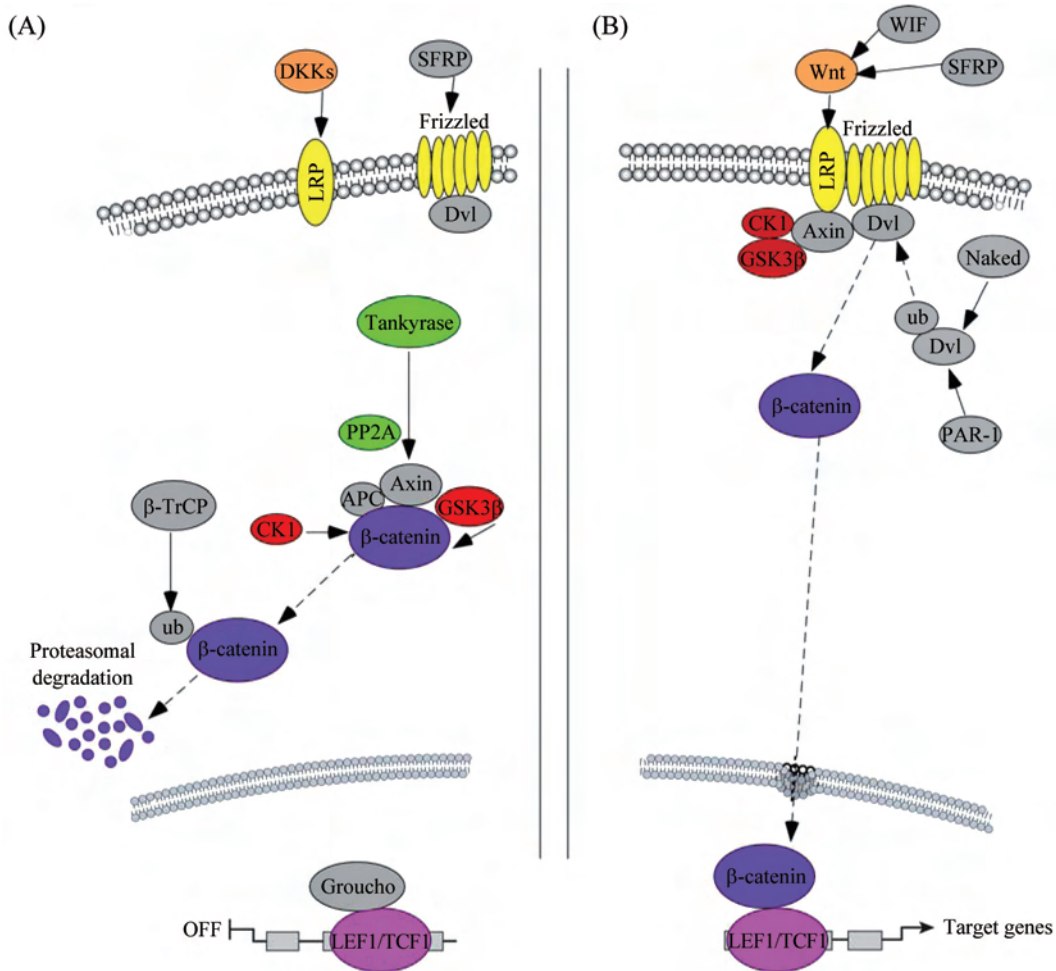 (A)
DKKs
SFRP
Frizzled
LRP
Dvl
Tankyrase
PP2A
Axin
APC
GSK3β
β-TrCP
CK1
β-catenin
ub
β-catenin
Proteasomal
degradation
Groucho
OFF
LEF1/TCF1
(B)
WIF
Wnt
SFRP
Frizzled
LRP
CK1
Axin
Dvl
GSK3β
Naked
ub
Dvl
β-catenin
PAR-1
β-catenin
LEF1/TCF1
Target genes